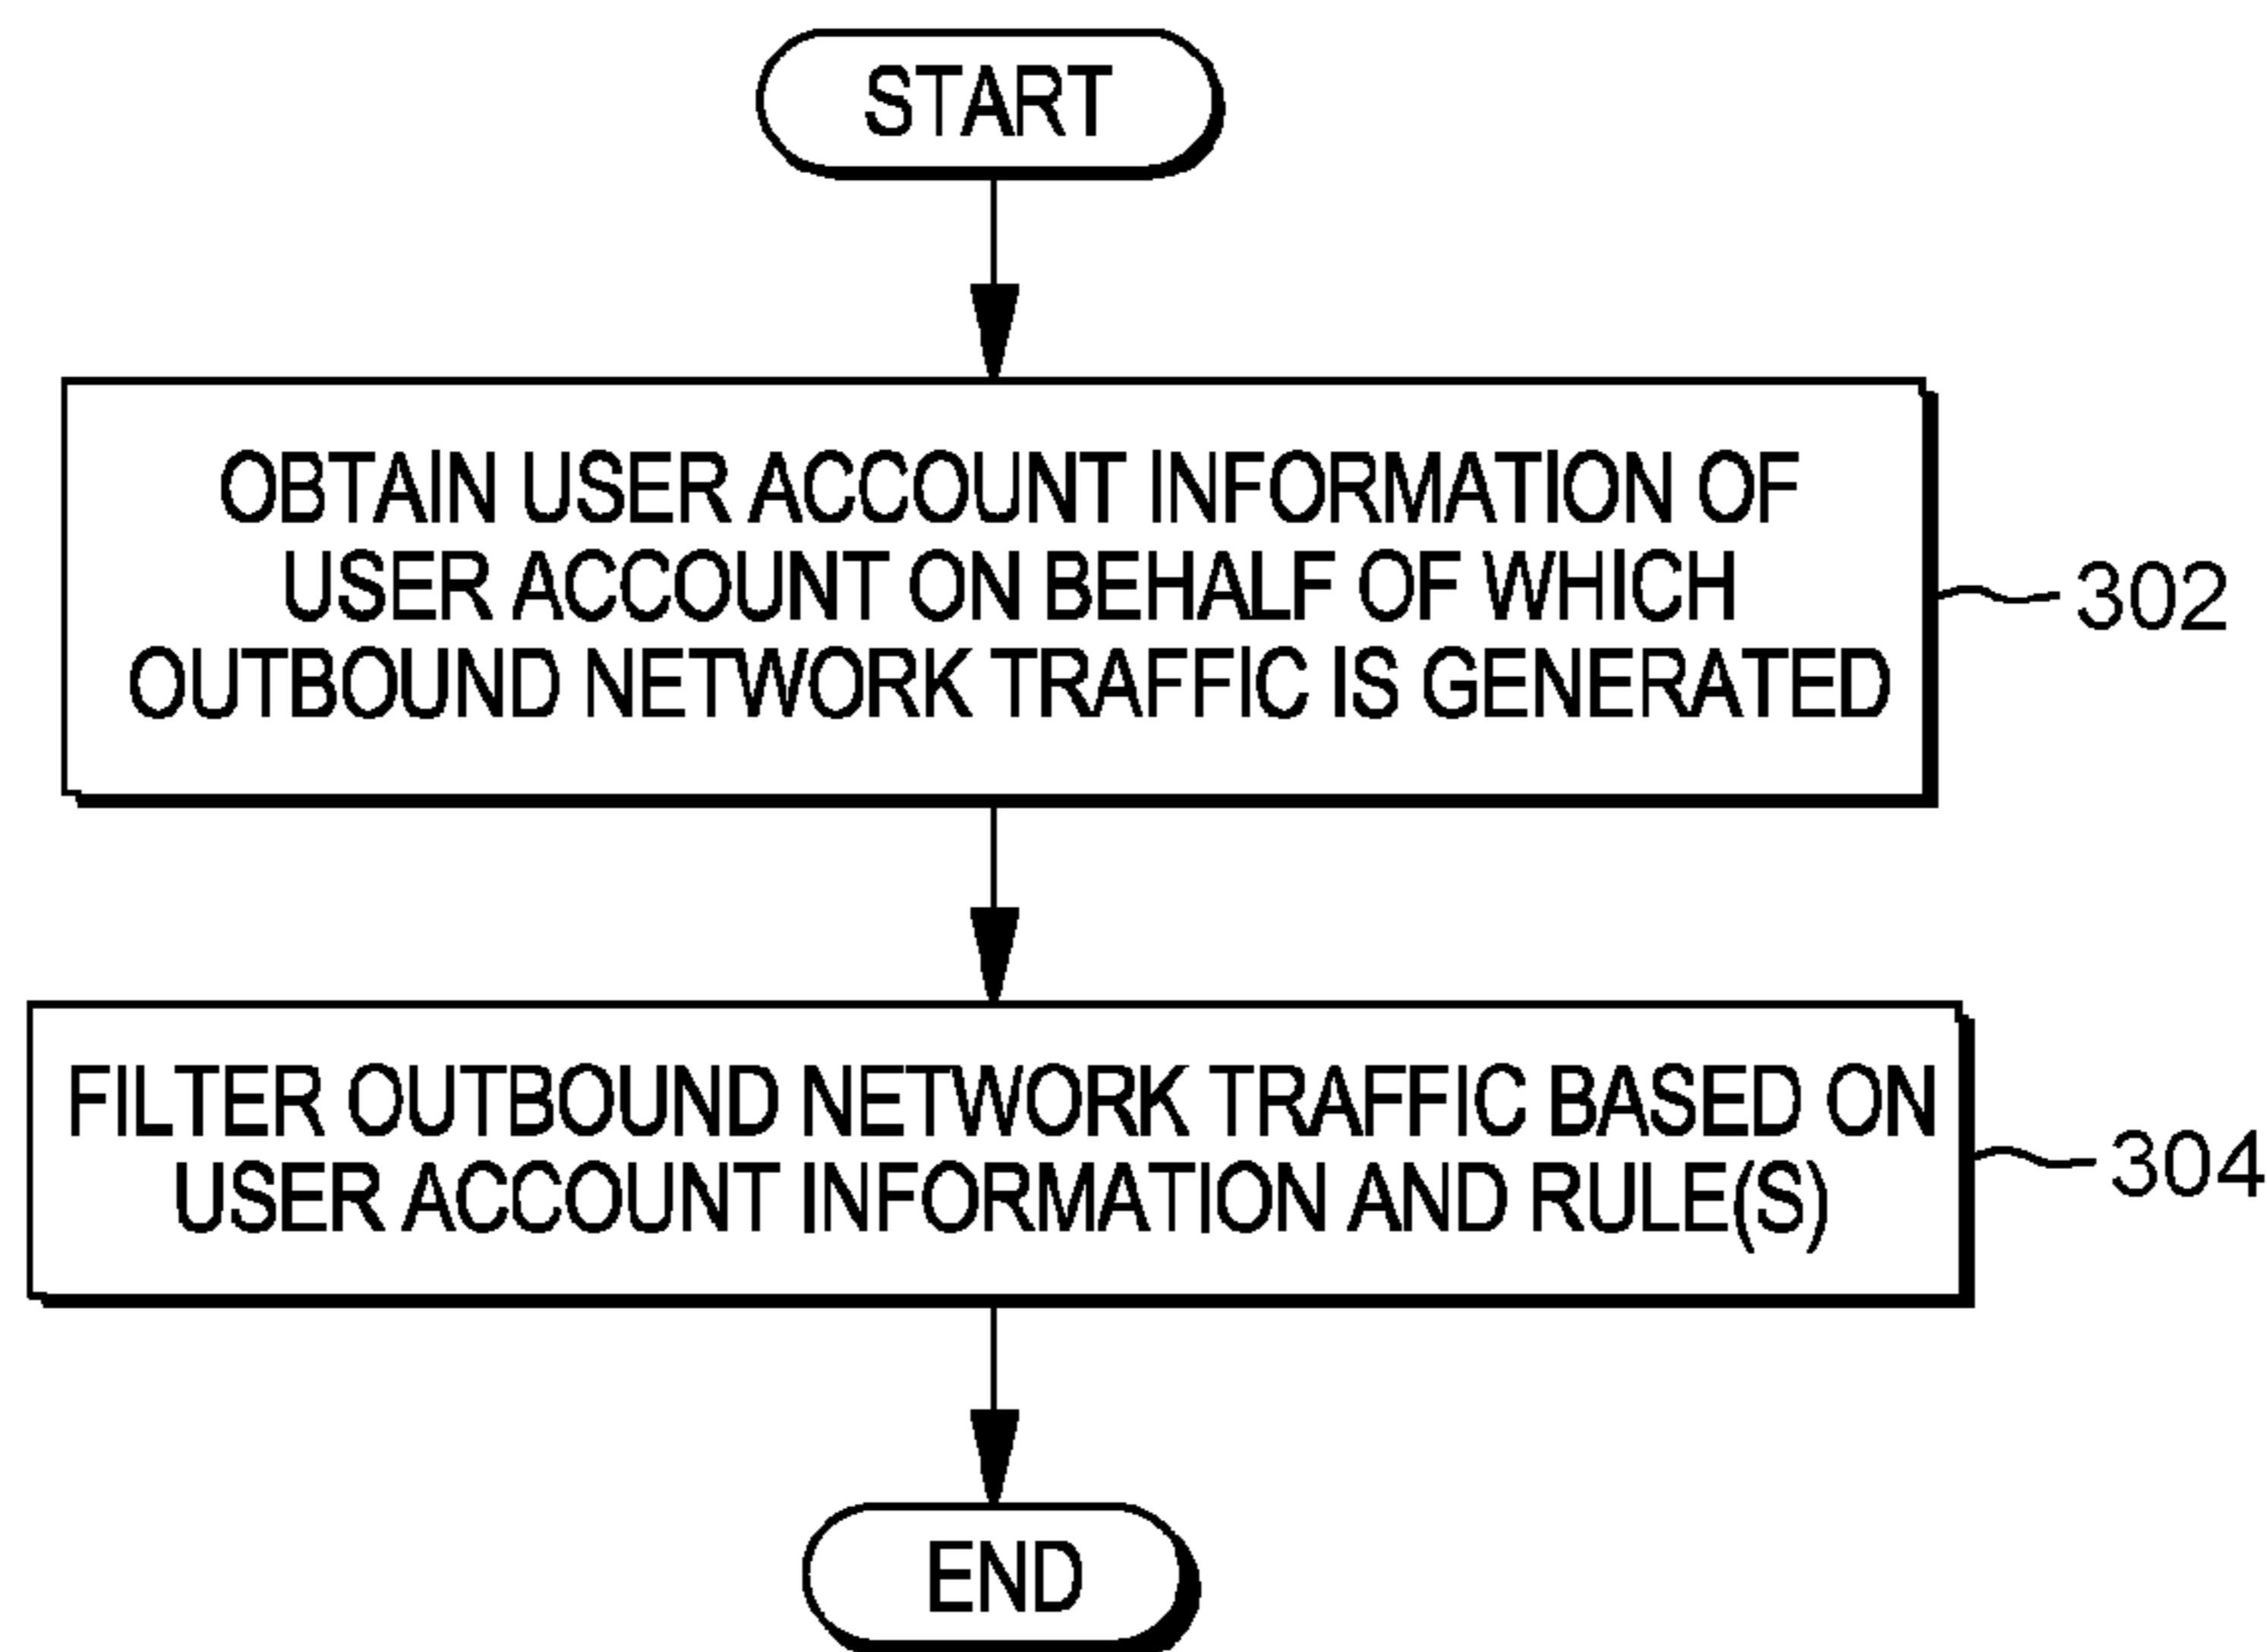 START
OBTAIN USER ACCOUNT INFORMATION OF
USER ACCOUNT ON BEHALF OF WHICH
OUTBOUND NETWORK TRAFFIC IS GENERATED
302
FILTER OUTBOUND NETWORK TRAFFIC BASED ON
USER ACCOUNT INFORMATION AND RULE(S)
304
END